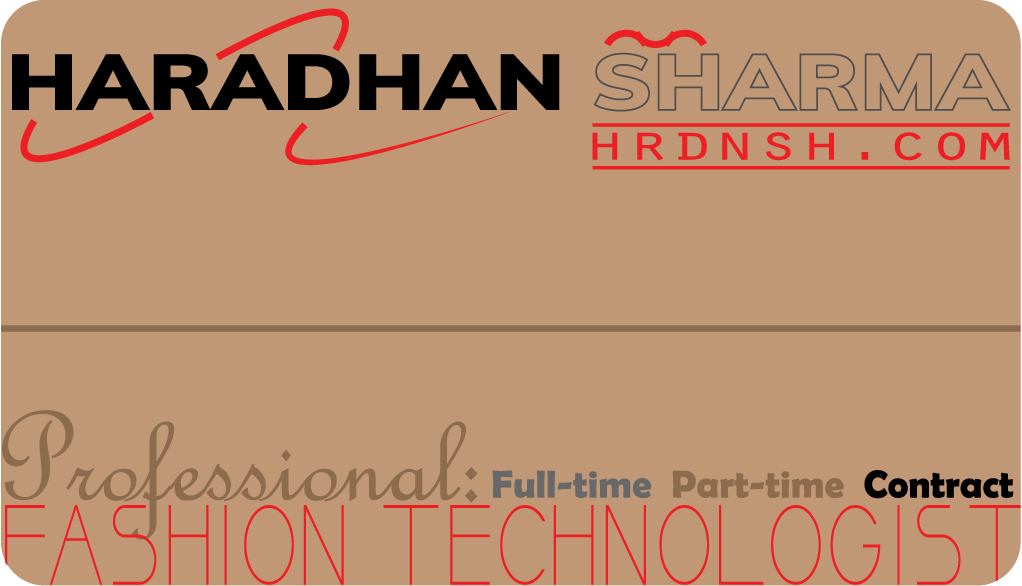 HARADHAN SHARMA
HRDNSH.COM
Professional: Full-time Part-time Contract
FASHION TECHNOLOGIST